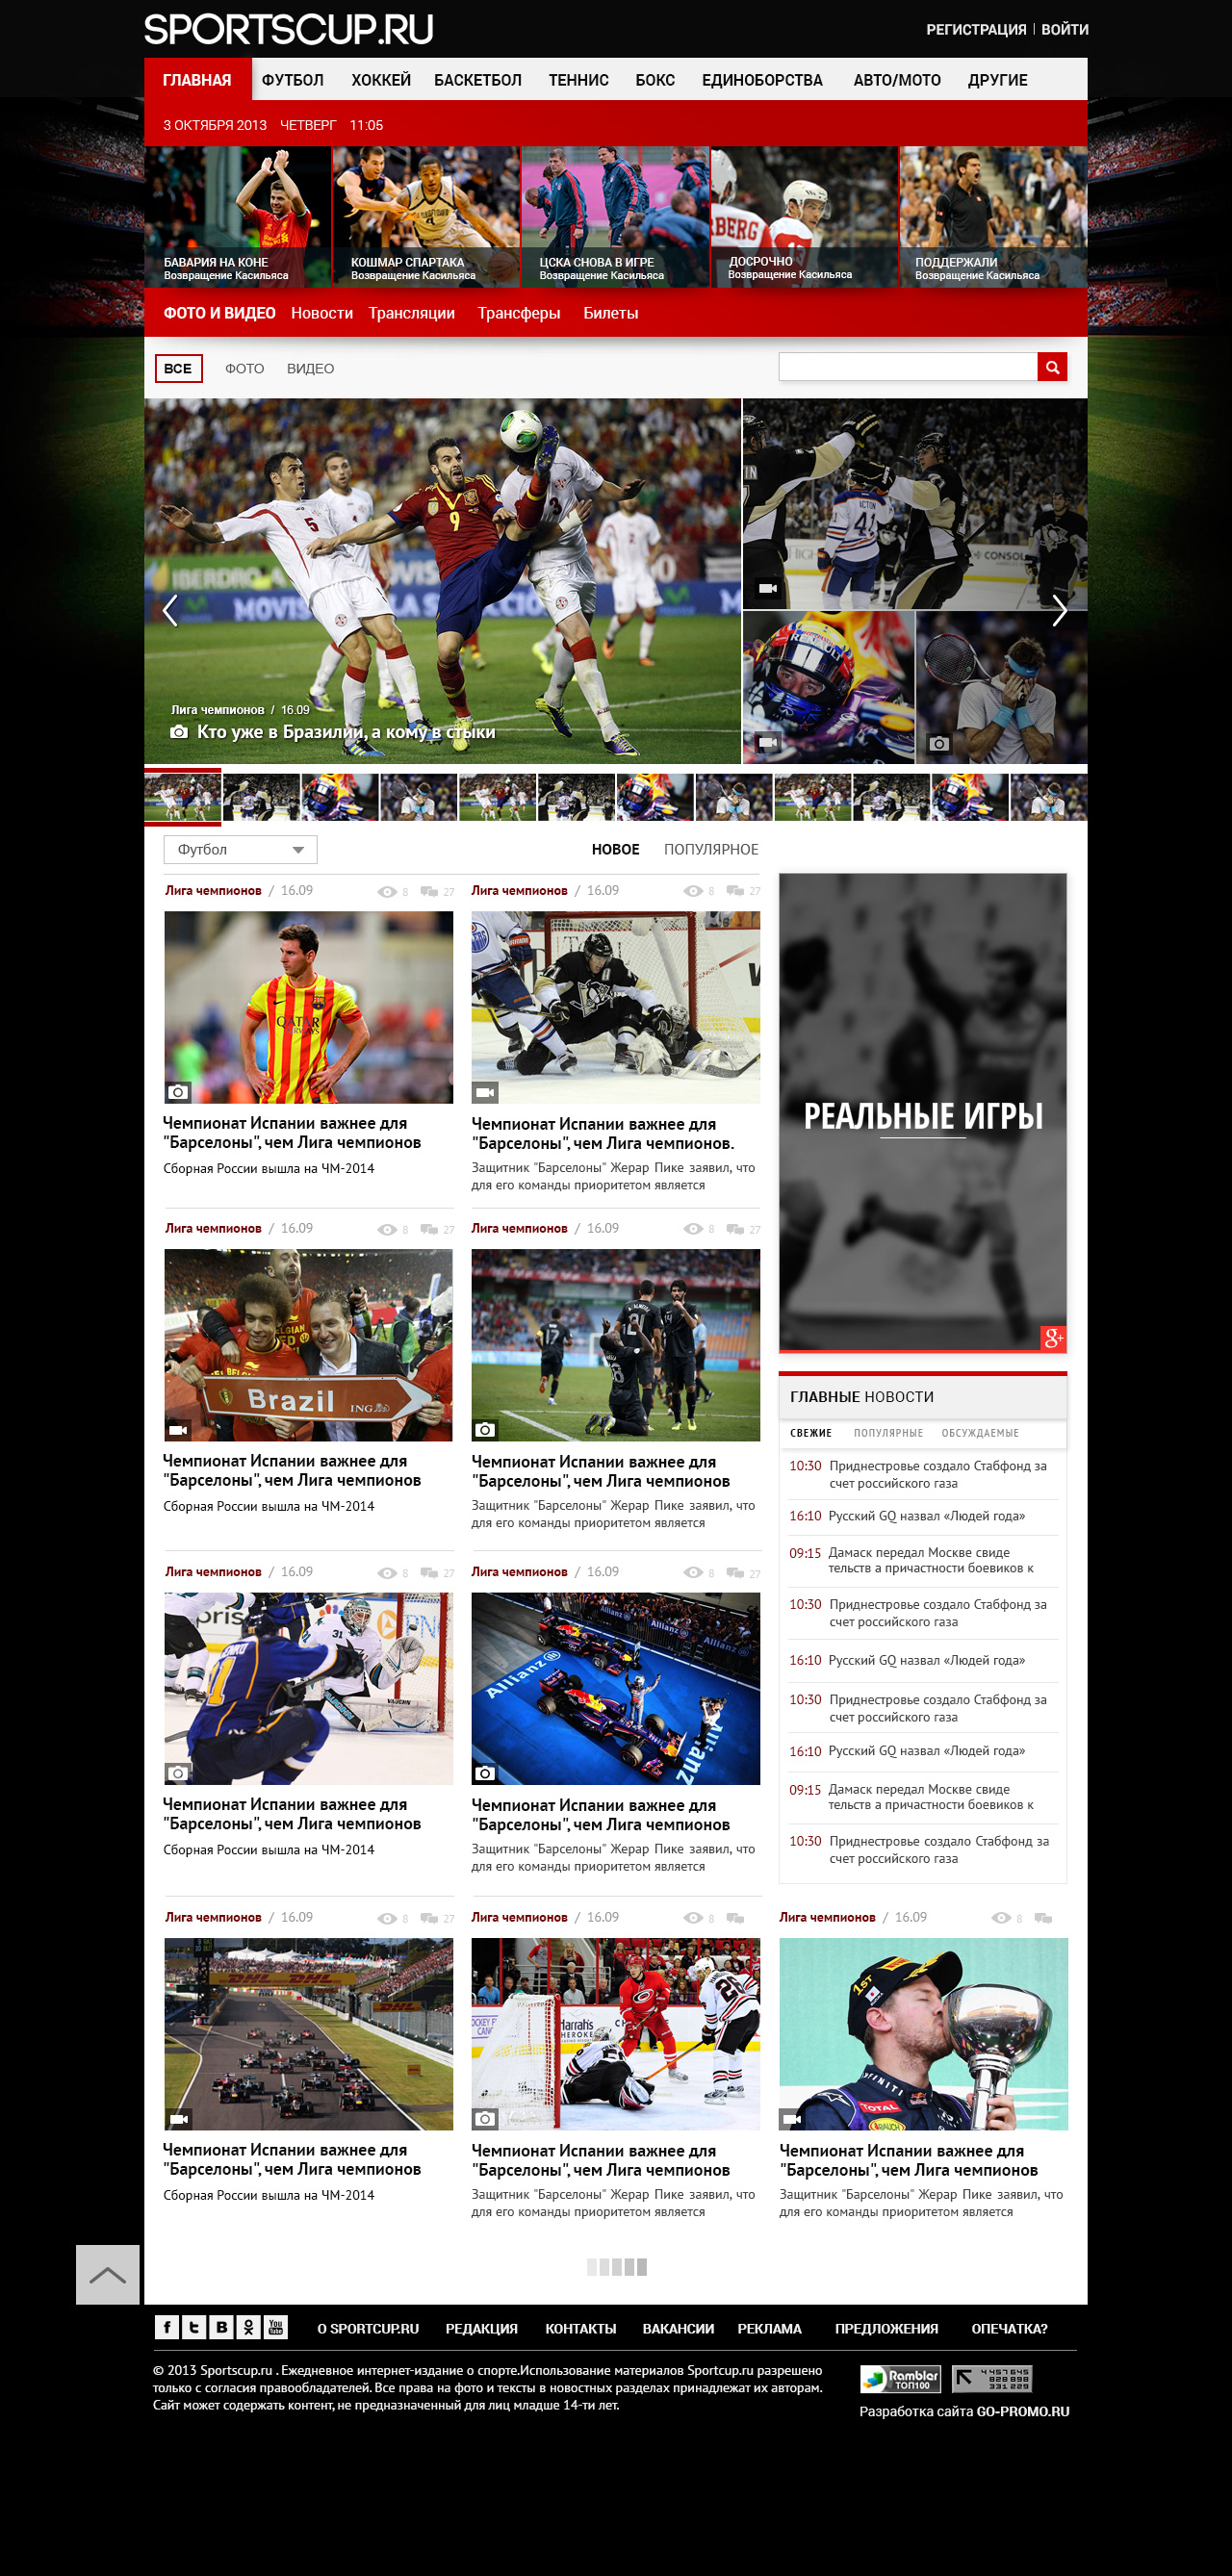 SPORTSCUP.RU
РЕГИСТРАЦИЯ | ВОЙТИ
ГЛАВНАЯ ФУТБОЛ ХОККЕЙ БАСКЕТБОЛ ТЕННИС БОКС ЕДИНОБОРСТВА АВТО/МОТО ДРУГИЕ
3 ОКТЯБРЯ 2013 ЧЕТВЕРГ 11:05
БАВАРИЯ НА КОНЕ
Возвращение Касильяса
КОШМАР СПАРТАКА
Возвращение Касильяса
ЦСКА СНОВА В ИГРЕ
Возвращение Касильяса
ДОСРОЧНО
Возвращение Касильяса
ПОДДЕРЖАЛИ
Возвращение Касильяса
ФОТО И ВИДЕО Новости Трансляции Трансферы Билеты
ВСЕ ФОТО ВИДЕО
Лига чемпионов / 16.09
Кто уже в Бразилии, а кому в стыки
Футбол
НОВОЕ ПОПУЛЯРНОЕ
Лига чемпионов / 16.09 8 27
QATAR AIRWAYS
Чемпионат Испании важнее для
"Барселоны", чем Лига чемпионов
Сборная России вышла на ЧМ-2014
Лига чемпионов / 16.09 8 27
Чемпионат Испании важнее для
"Барселоны", чем Лига чемпионов.
Защитник "Барселоны" Жерар Пике заявил, что
для его команды приоритетом является
РЕАЛЬНЫЕ ИГРЫ
g+
Лига чемпионов / 16.09 8 27
Brazil ING
Чемпионат Испании важнее для
"Барселоны", чем Лига чемпионов
Сборная России вышла на ЧМ-2014
Лига чемпионов / 16.09 8 27
Чемпионат Испании важнее для
"Барселоны", чем Лига чемпионов
Защитник "Барселоны" Жерар Пике заявил, что
для его команды приоритетом является
ГЛАВНЫЕ НОВОСТИ
СВЕЖИЕ ПОПУЛЯРНЫЕ ОБСУЖДАЕМЫЕ
10:30 Приднестровье создало Стабфонд за
счет российского газа
16:10 Русский GQ назвал «Людей года»
09:15 Дамаск передал Москве свиде
тельств а причастности боевиков к
10:30 Приднестровье создало Стабфонд за
счет российского газа
16:10 Русский GQ назвал «Людей года»
10:30 Приднестровье создало Стабфонд за
счет российского газа
16:10 Русский GQ назвал «Людей года»
09:15 Дамаск передал Москве свиде
тельств а причастности боевиков к
10:30 Приднестровье создало Стабфонд за
счет российского газа
Лига чемпионов / 16.09 8 27
Чемпионат Испании важнее для
"Барселоны", чем Лига чемпионов
Сборная России вышла на ЧМ-2014
Лига чемпионов / 16.09 8 27
Allianz
Чемпионат Испании важнее для
"Барселоны", чем Лига чемпионов
Защитник "Барселоны" Жерар Пике заявил, что
для его команды приоритетом является
Лига чемпионов / 16.09 8 27
DHL DHL
Чемпионат Испании важнее для
"Барселоны", чем Лига чемпионов
Сборная России вышла на ЧМ-2014
Лига чемпионов / 16.09 8
Чемпионат Испании важнее для
"Барселоны", чем Лига чемпионов
Защитник "Барселоны" Жерар Пике заявил, что
для его команды приоритетом является
Лига чемпионов / 16.09 8
1ST
INFINITI
TOTAL
Чемпионат Испании важнее для
"Барселоны", чем Лига чемпионов
Защитник "Барселоны" Жерар Пике заявил, что
для его команды приоритетом является
You Tube
О SPORTCUP.RU РЕДАКЦИЯ КОНТАКТЫ ВАКАНСИИ РЕКЛАМА ПРЕДЛОЖЕНИЯ ОПЕЧАТКА?
© 2013 Sportscup.ru . Ежедневное интернет-издание о спорте.Использование материалов Sportcup.ru разрешено
только с согласия правообладателей. Все права на фото и тексты в новостных разделах принадлежат их авторам.
Сайт может содержать контент, не предназначенный для лиц младше 14-ти лет.
Rambler ТОП100
Разработка сайта GO-PROMO.RU